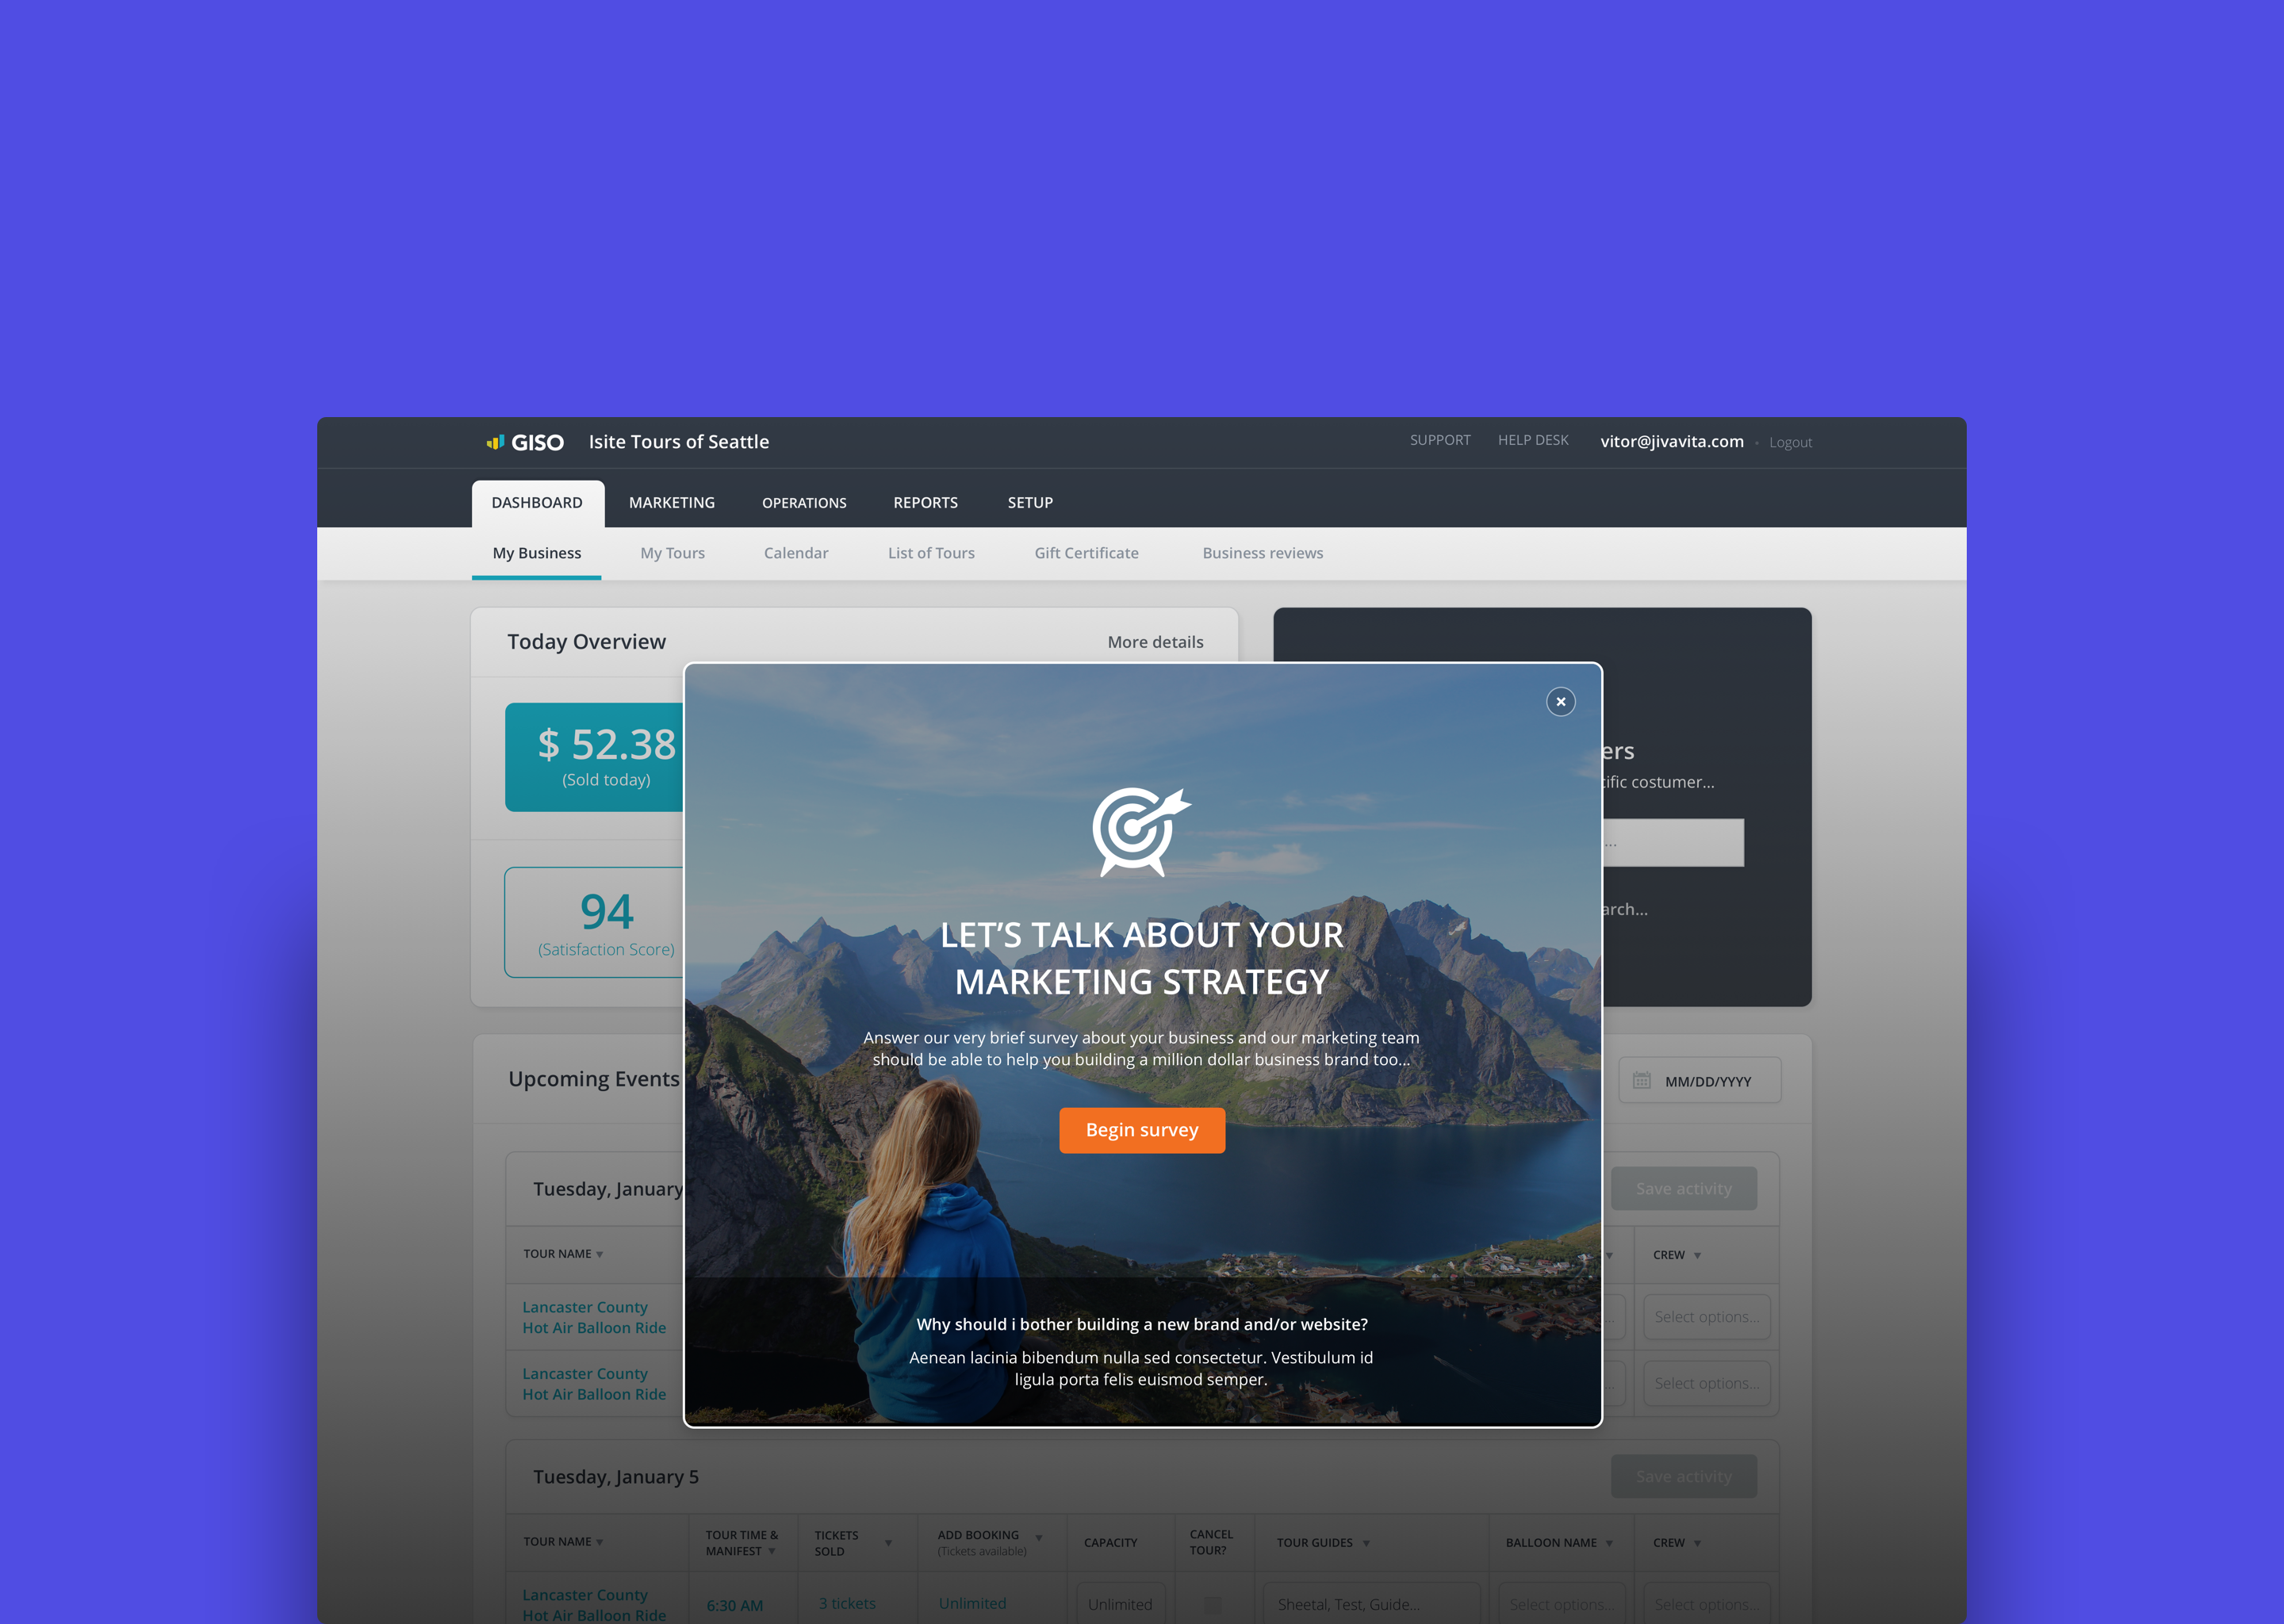 GISO Isite Tours of Seattle SUPPORT HELP DESK vitor@jivavita.com • Logout
DASHBOARD MARKETING OPERATIONS REPORTS SETUP
My Business My Tours Calendar List of Tours Gift Certificate Business reviews
Today Overview More details
$ 52.38
(Sold today)
94
(Satisfaction Score)
ers
cific costumer...
...
arch...
LET'S TALK ABOUT YOUR
MARKETING STRATEGY
Answer our very brief survey about your business and our marketing team
should be able to help you building a million dollar business brand too...
Begin survey
Why should i bother building a new brand and/or website?
Aenean lacinia bibendum nulla sed consectetur. Vestibulum id
ligula porta felis euismod semper.
Upcoming Events MM/DD/YYYY
Tuesday, January Save activity
TOUR NAME CREW
Lancaster County
Hot Air Balloon Ride
... Select options...
Lancaster County
Hot Air Balloon Ride
... Select options...
Tuesday, January 5 Save activity
TOUR NAME
TOUR TIME &
MANIFEST
TICKETS
SOLD
ADD BOOKING
(Tickets available)
CAPACITY
CANCEL
TOUR?
TOUR GUIDES
BALLOON NAME
CREW
Lancaster County
Hot Air Balloon Ride
6:30 AM
3 tickets
Unlimited
Unlimited
Sheetal, Test, Guide...
Select options...
Select options...